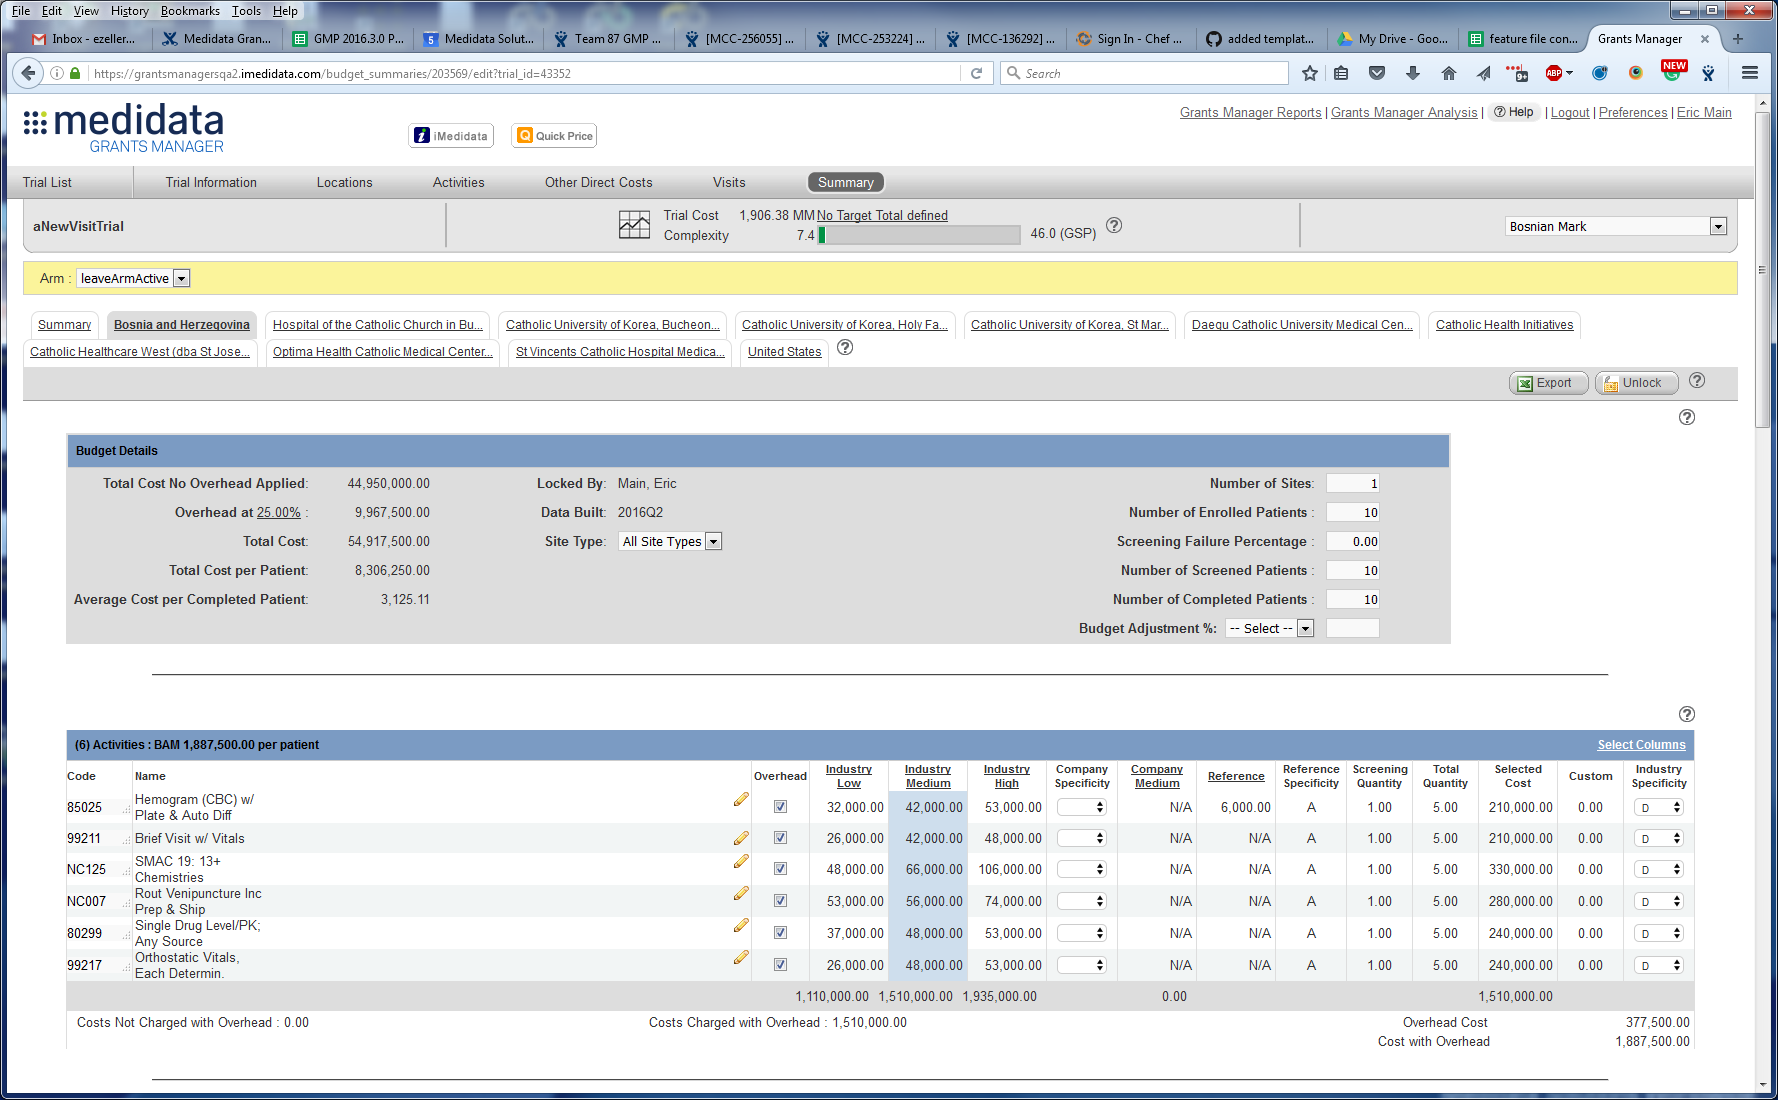 File Edit View History Bookmarks Tools Help
Inbox - ezeller... Medidata Gran... GMP 2016.3.0 P... Medidata Solut... Team 87 GMP ... [MCC-256055] ... [MCC-253224] ... [MCC-136292] ... Sign In - Chef ... added templat... My Drive - Goo... feature file con... Grants Manager
https://grantsmanagersqa2.imedidata.com/budget_summaries/203569/edit?trial_id=43352 Search 9+ ABP NEW
medidata
GRANTS MANAGER
iMedidata Quick Price
Grants Manager Reports | Grants Manager Analysis | Help | Logout | Preferences | Eric Main
Trial List Trial Information Locations Activities Other Direct Costs Visits Summary
aNewVisitTrial
Trial Cost 1,906.38 MM No Target Total defined
Complexity 7.4 46.0 (GSP)
Bosnian Mark
Arm : leaveArmActive
Summary Bosnia and Herzegovina Hospital of the Catholic Church in Bu... Catholic University of Korea, Bucheon... Catholic University of Korea, Holy Fa... Catholic University of Korea, St Mar... Daegu Catholic University Medical Cen... Catholic Health Initiatives
Catholic Healthcare West (dba St Jose... Optima Health Catholic Medical Center... St Vincents Catholic Hospital Medica... United States
Export Unlock
Budget Details
Total Cost No Overhead Applied: 44,950,000.00 Locked By: Main, Eric Number of Sites: 1
Overhead at 25.00% : 9,967,500.00 Data Built: 2016Q2 Number of Enrolled Patients : 10
Total Cost: 54,917,500.00 Site Type: All Site Types Screening Failure Percentage : 0.00
Total Cost per Patient: 8,306,250.00 Number of Screened Patients : 10
Average Cost per Completed Patient: 3,125.11 Number of Completed Patients : 10
Budget Adjustment %: -- Select --
(6) Activities : BAM 1,887,500.00 per patient Select Columns
Code Name Overhead Industry Low Industry Medium Industry High Company Specificity Company Medium Reference Reference Specificity Screening Quantity Total Quantity Selected Cost Custom Industry Specificity
85025 Hemogram (CBC) w/ Plate & Auto Diff 32,000.00 42,000.00 53,000.00 N/A 6,000.00 A 1.00 5.00 210,000.00 0.00 D
99211 Brief Visit w/ Vitals 26,000.00 42,000.00 48,000.00 N/A N/A A 1.00 5.00 210,000.00 0.00 D
NC125 SMAC 19: 13+ Chemistries 48,000.00 66,000.00 106,000.00 N/A N/A A 1.00 5.00 330,000.00 0.00 D
NC007 Rout Venipuncture Inc Prep & Ship 53,000.00 56,000.00 74,000.00 N/A N/A A 1.00 5.00 280,000.00 0.00 D
80299 Single Drug Level/PK; Any Source 37,000.00 48,000.00 53,000.00 N/A N/A A 1.00 5.00 240,000.00 0.00 D
99217 Orthostatic Vitals, Each Determin. 26,000.00 48,000.00 53,000.00 N/A N/A A 1.00 5.00 240,000.00 0.00 D
1,110,000.00 1,510,000.00 1,935,000.00 0.00 1,510,000.00
Costs Not Charged with Overhead : 0.00 Costs Charged with Overhead : 1,510,000.00 Overhead Cost 377,500.00
Cost with Overhead 1,887,500.00